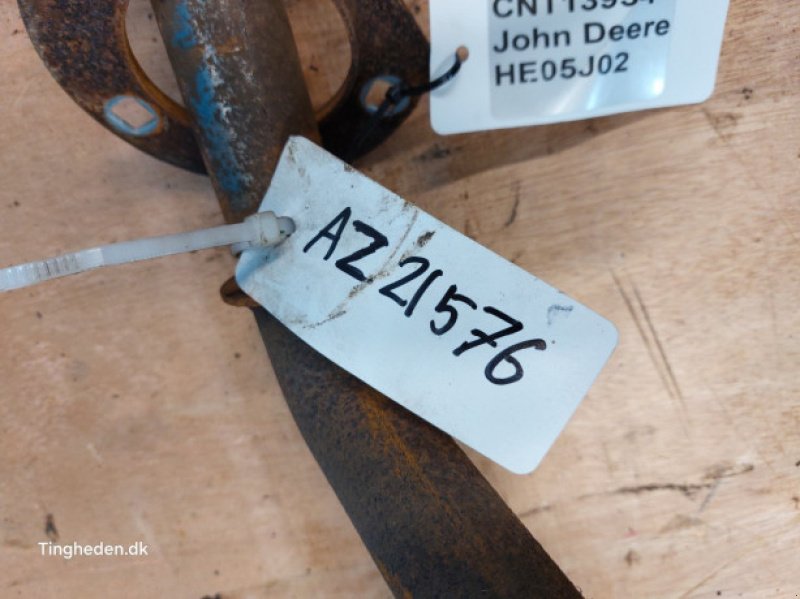 John Deere
HE05J02
AZ21576
Tingheden.dk